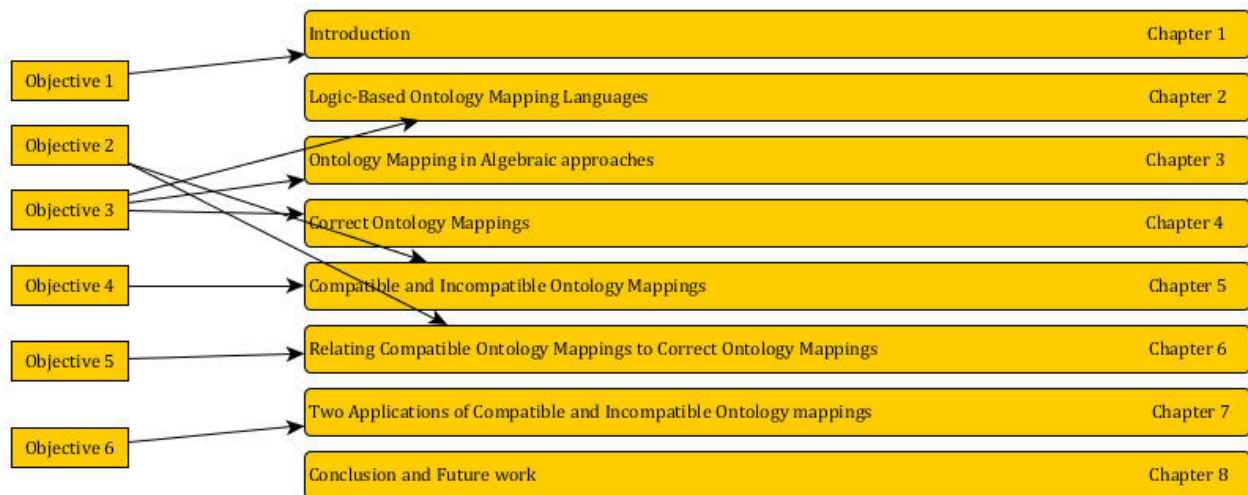 Introduction Chapter 1
Objective 1
Logic-Based Ontology Mapping Languages Chapter 2
Objective 2
Ontology Mapping in Algebraic approaches Chapter 3
Objective 3
Correct Ontology Mappings Chapter 4
Objective 4
Compatible and Incompatible Ontology Mappings Chapter 5
Objective 5
Relating Compatible Ontology Mappings to Correct Ontology Mappings Chapter 6
Two Applications of Compatible and Incompatible Ontology mappings Chapter 7
Objective 6
Conclusion and Future work Chapter 8